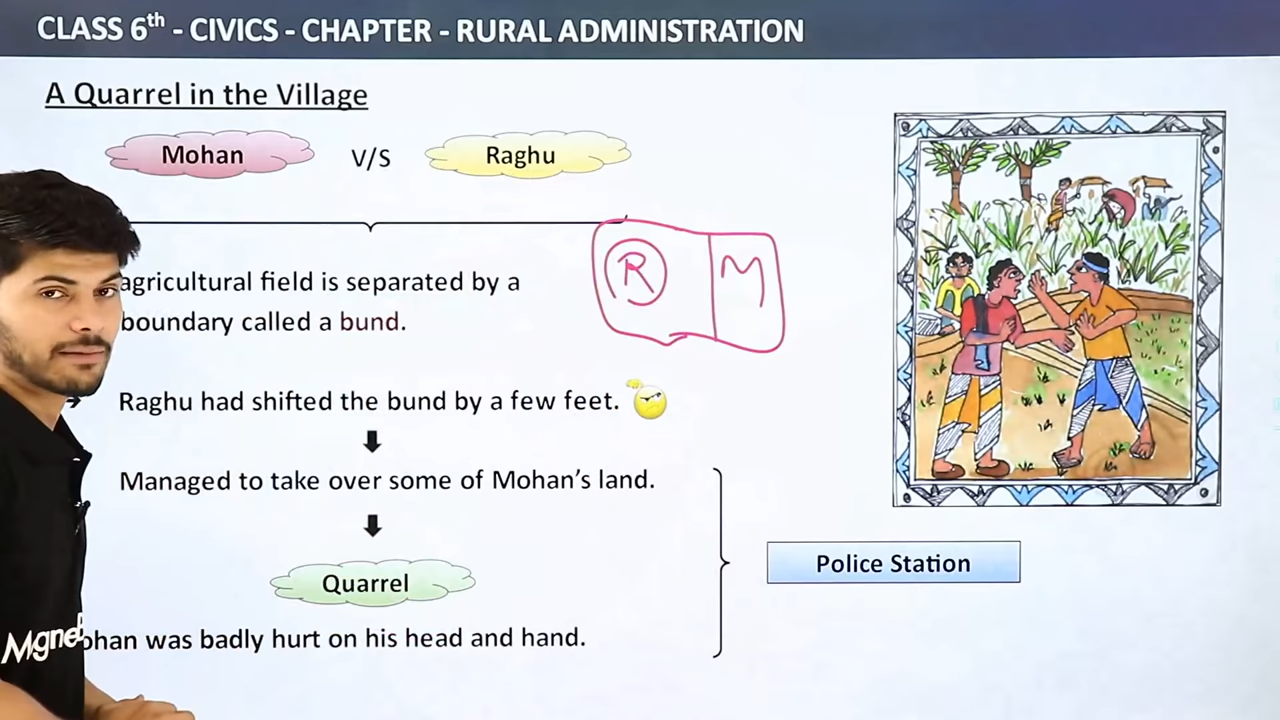 CLASS 6th - CIVICS - CHAPTER - RURAL ADMINISTRATION
A Quarrel in the Village
Mohan V/S Raghu
agricultural field is separated by a
boundary called a bund.
R M
Raghu had shifted the bund by a few feet.
Managed to take over some of Mohan's land.
Quarrel
Police Station
was badly hurt on his head and hand.